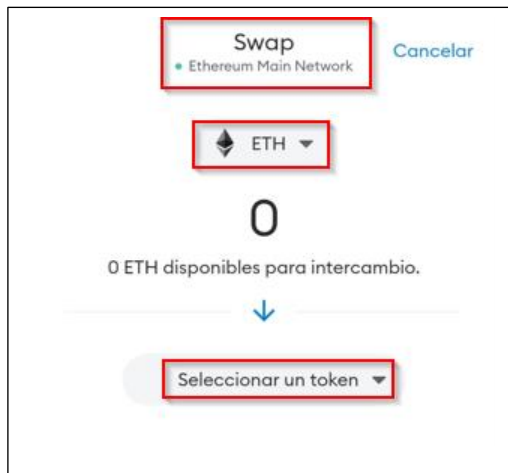 Swap
Ethereum Main Network
Cancelar
ETH
0
0 ETH disponibles para intercambio.
Seleccionar un token